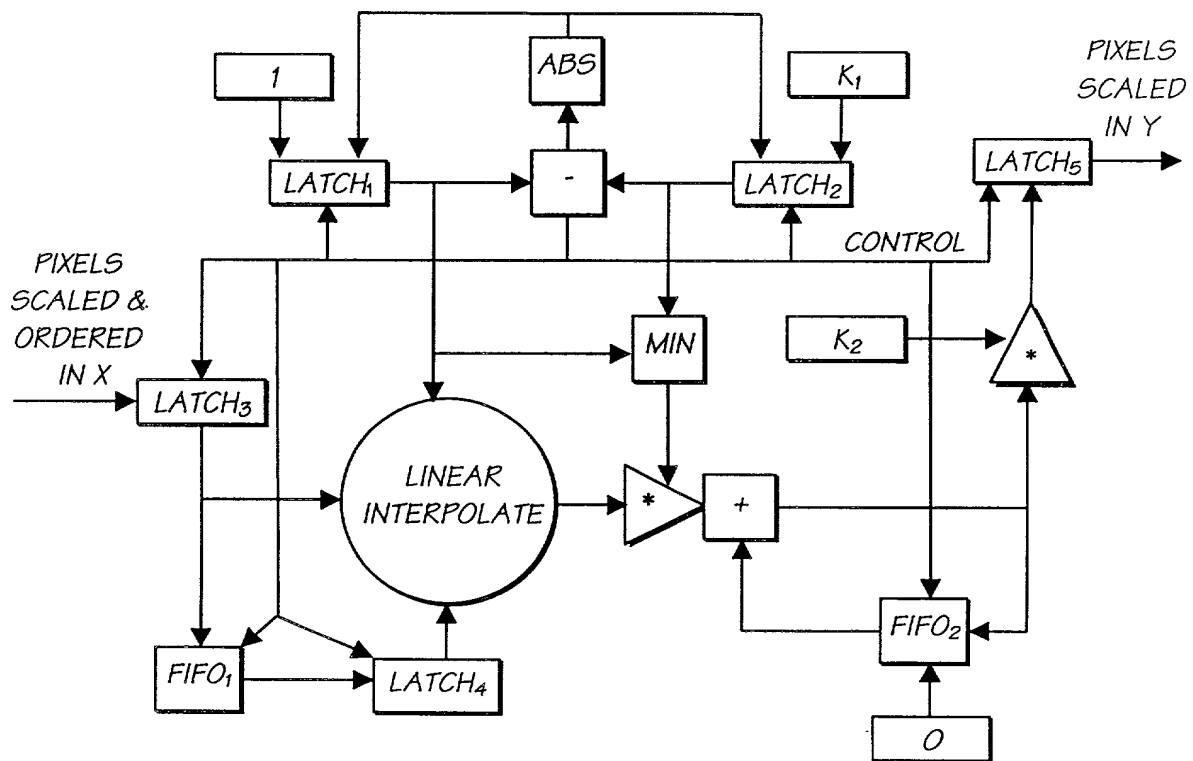 1
ABS
K₁
PIXELS
SCALED
IN Y
LATCH₁
-
LATCH₂
LATCH₅
CONTROL
PIXELS
SCALED &
ORDERED
IN X
MIN
K₂
*
LATCH₃
LINEAR
INTERPOLATE
*
+
FIFO₁
LATCH₄
FIFO₂
0